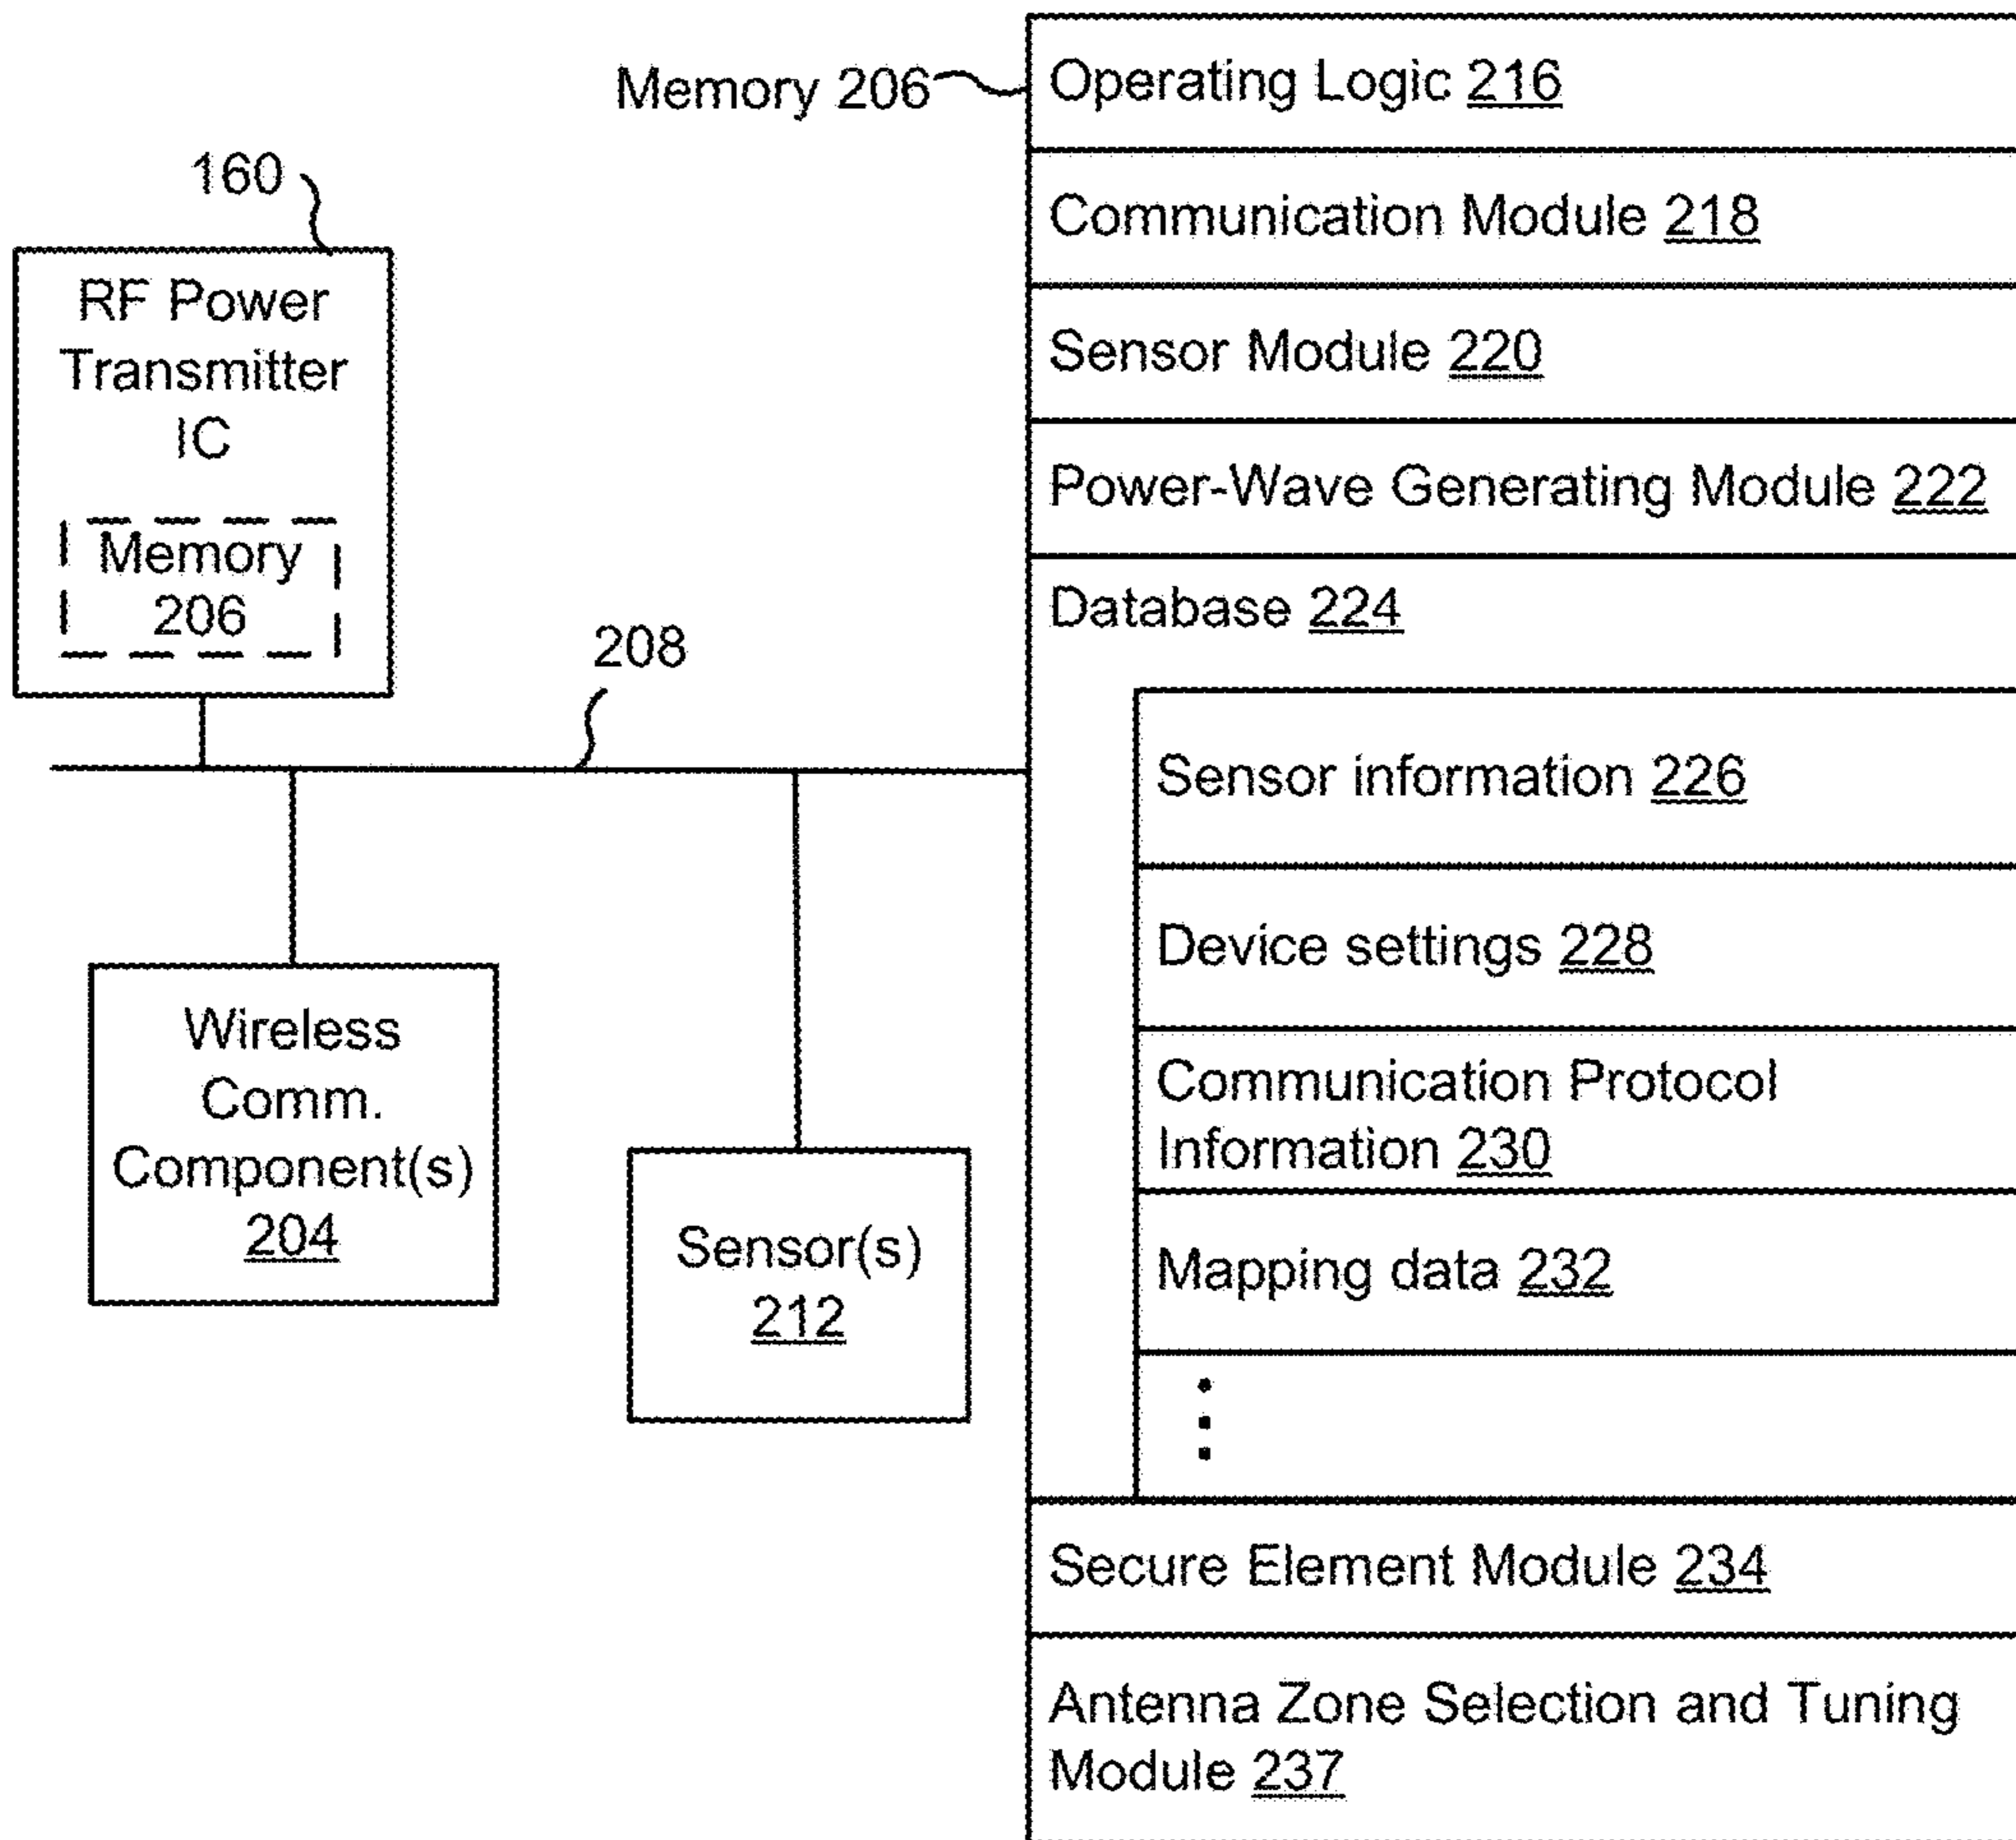 160
RF Power
Transmitter
IC
Memory
206
208
Wireless
Comm.
Component(s)
204
Sensor(s)
212
Memory 206
Operating Logic 216
Communication Module 218
Sensor Module 220
Power-Wave Generating Module 222
Database 224
Sensor information 226
Device settings 228
Communication Protocol
Information 230
Mapping data 232
Secure Element Module 234
Antenna Zone Selection and Tuning
Module 237